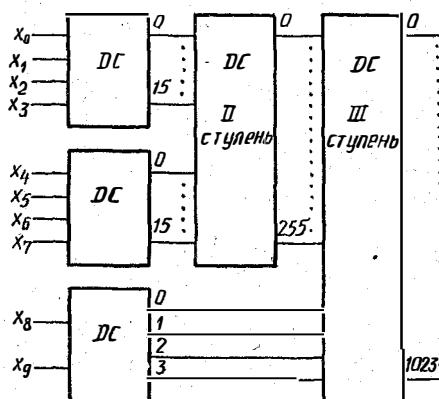 X₀
X₁
X₂
X₃
DC
0
15
DC
II
ступень
0
255
DC
III
ступень
0
1023
X₄
X₅
X₆
X₇
DC
0
15
X₈
X₉
DC
0
1
2
3